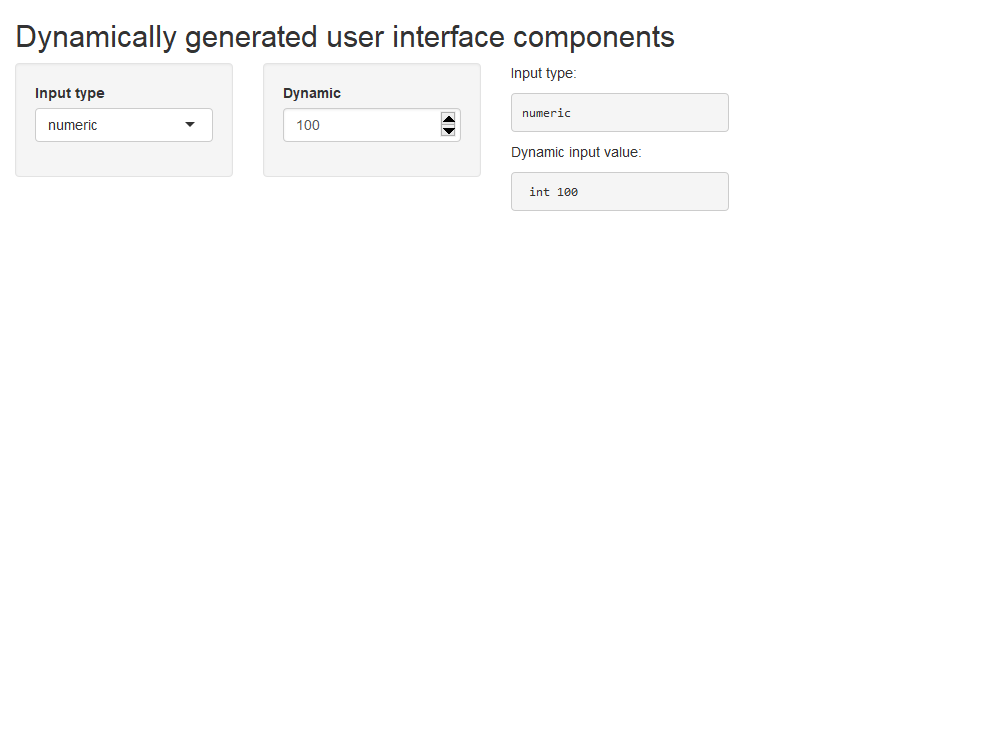 Dynamically generated user interface components
Input type
numeric
Dynamic
100
Input type:
numeric
Dynamic input value:
int 100